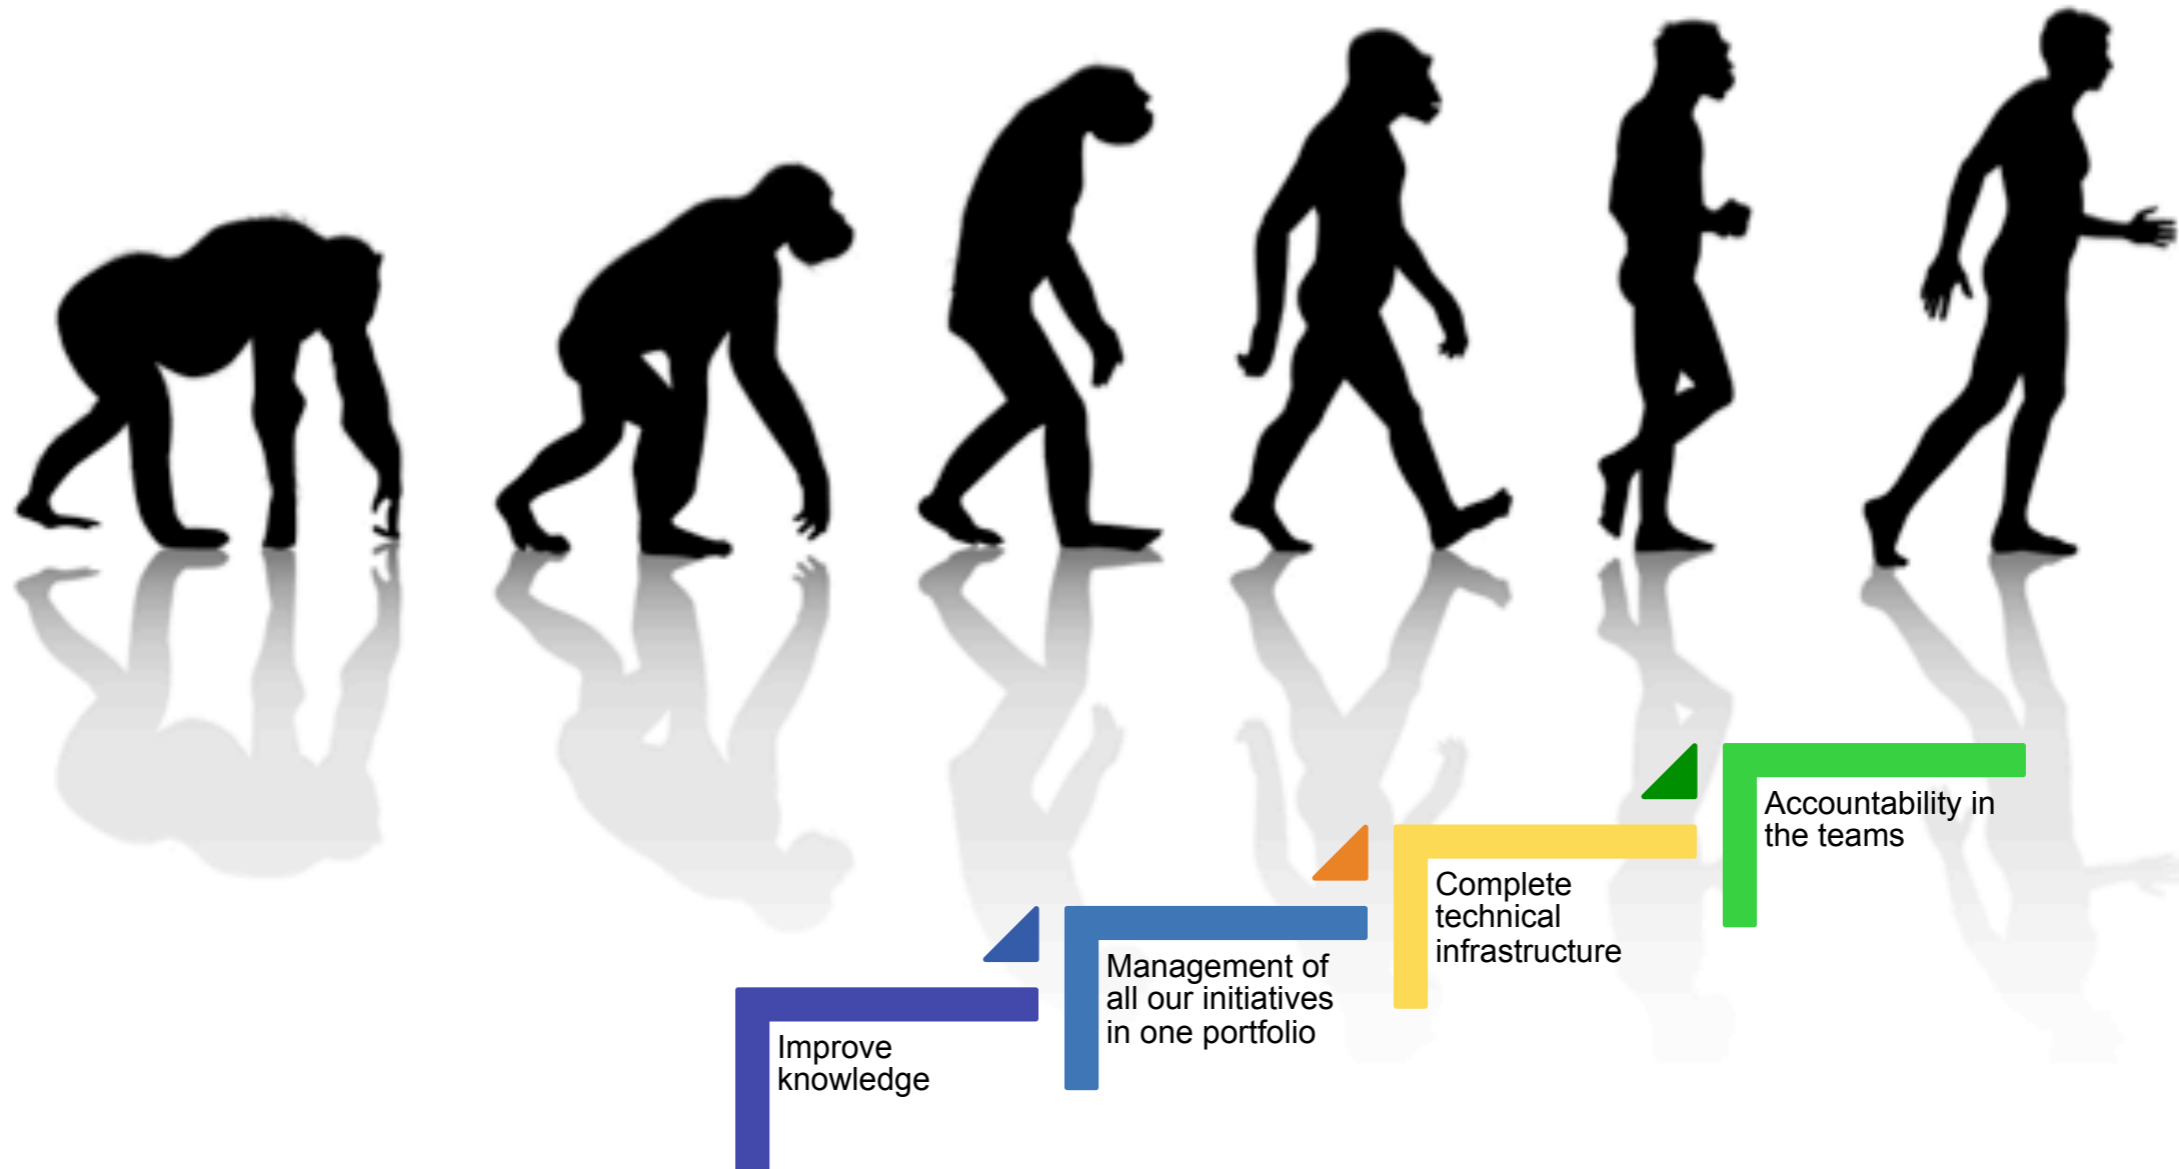 Accountability in
the teams
Complete
technical
infrastructure
Management of
all our initiatives
in one portfolio
Improve
knowledge